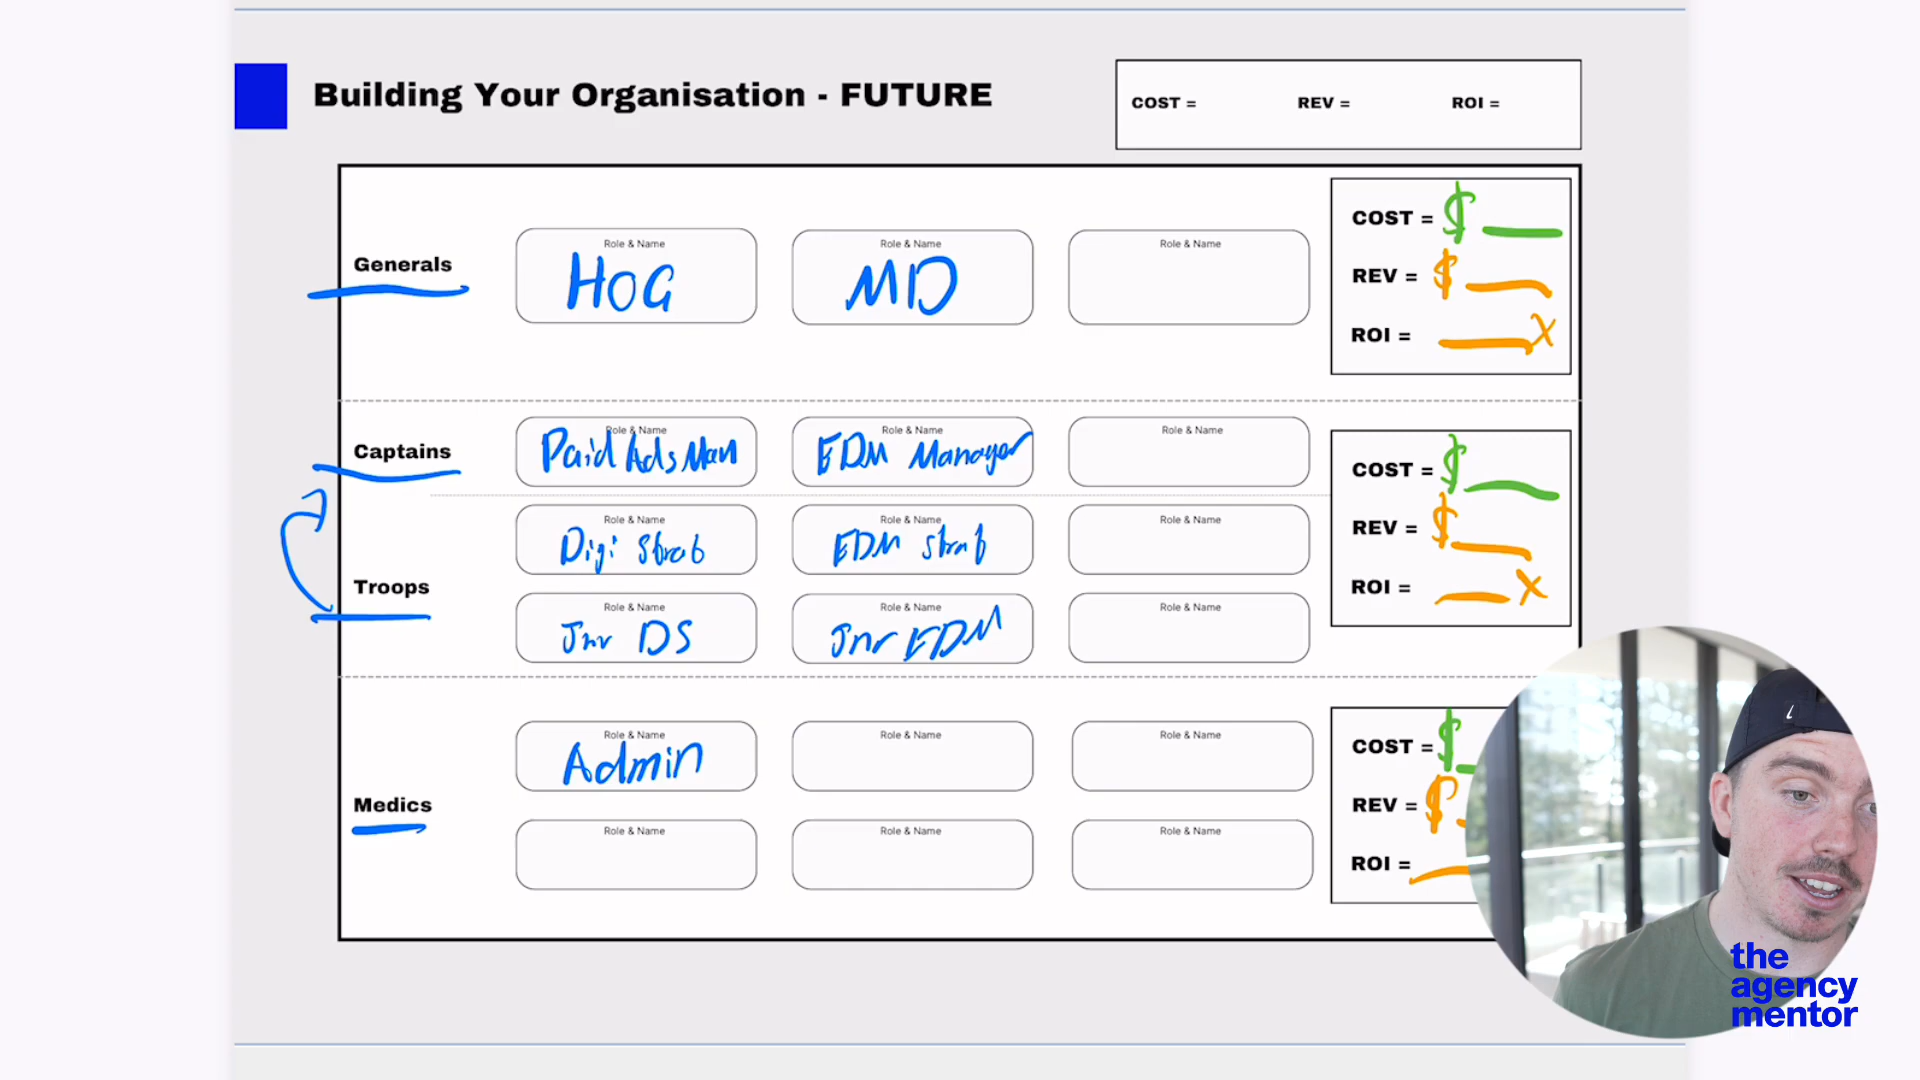 Building Your Organisation - FUTURE
COST = REV = ROI =
Generals
Role & Name
HOG
Role & Name
MD
Role & Name
COST = $
REV = $
ROI = X
Captains
Role & Name
Paid Ads Man
Role & Name
EDM Manager
Role & Name
Troops
Role & Name
Digi Strat
Role & Name
EDM Strat
Role & Name
Role & Name
Jnr DS
Role & Name
Jnr EDM
Role & Name
COST = $
REV = $
ROI = X
Medics
Role & Name
Admin
Role & Name
Role & Name
Role & Name
Role & Name
Role & Name
COST = $
REV = $
ROI =
the
agency
mentor